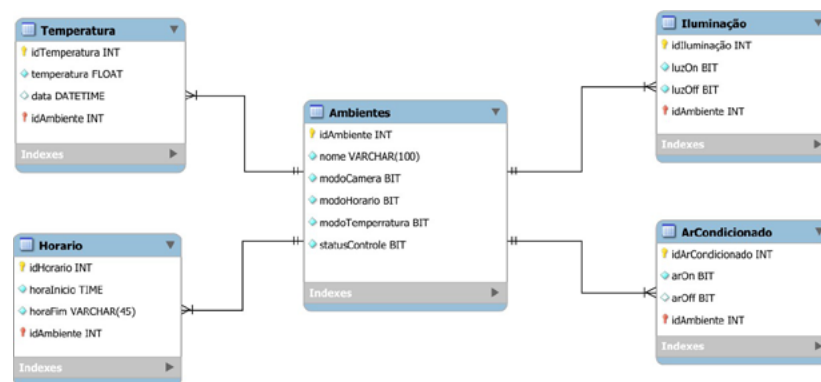 Temperatura
idTemperatura INT
temperatura FLOAT
data DATETIME
idAmbiente INT
Indexes
Horario
idHorario INT
horaInicio TIME
horaFim VARCHAR(45)
idAmbiente INT
Indexes
Ambientes
idAmbiente INT
nome VARCHAR(100)
modoCamera BIT
modoHorario BIT
modoTemperratura BIT
statusControle BIT
Indexes
Iluminação
idIluminação INT
luzOn BIT
luzOff BIT
idAmbiente INT
Indexes
ArCondicionado
idArCondicionado INT
arOn BIT
arOff BIT
idAmbiente INT
Indexes